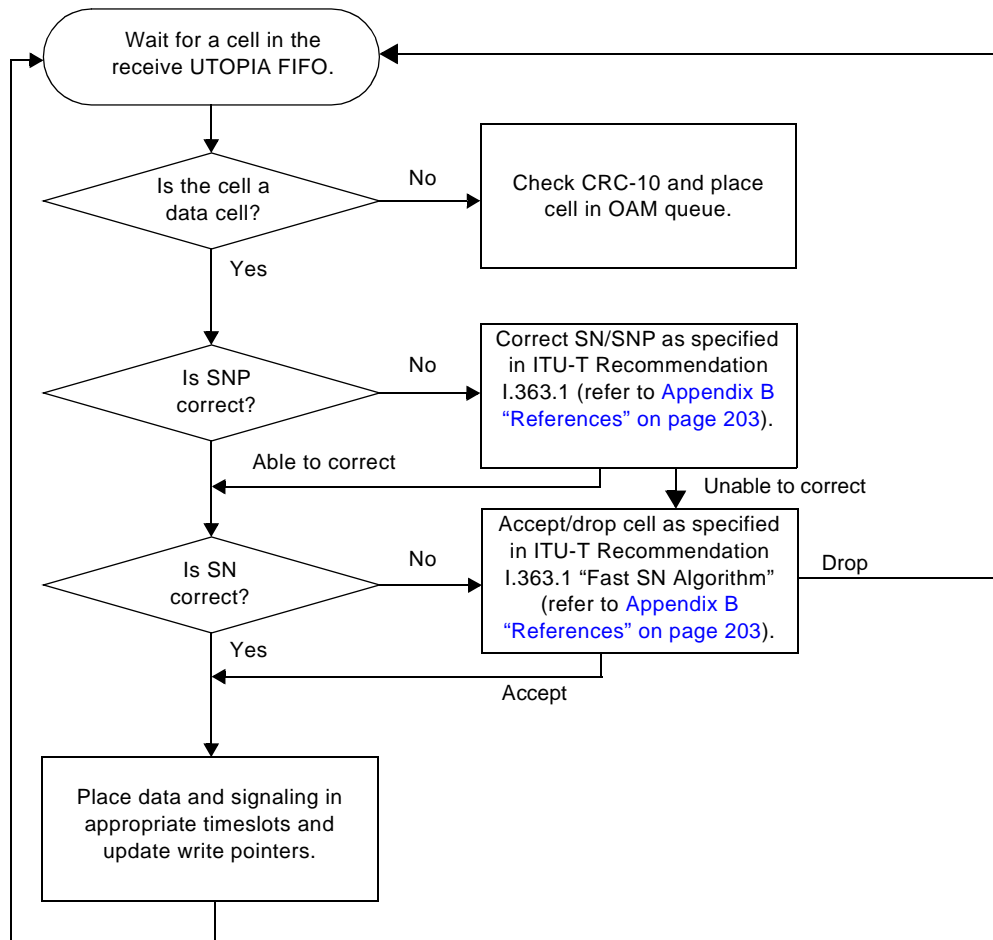 Wait for a cell in the
receive UTOPIA FIFO.
Is the cell a
data cell?
No
Check CRC-10 and place
cell in OAM queue.
Yes
Is SNP
correct?
No
Correct SN/SNP as specified
in ITU-T Recommendation
I.363.1 (refer to Appendix B
“References” on page 203).
Able to correct
Unable to correct
Is SN
correct?
No
Accept/drop cell as specified
in ITU-T Recommendation
I.363.1 “Fast SN Algorithm”
(refer to Appendix B
“References” on page 203).
Drop
Yes
Accept
Place data and signaling in
appropriate timeslots and
update write pointers.